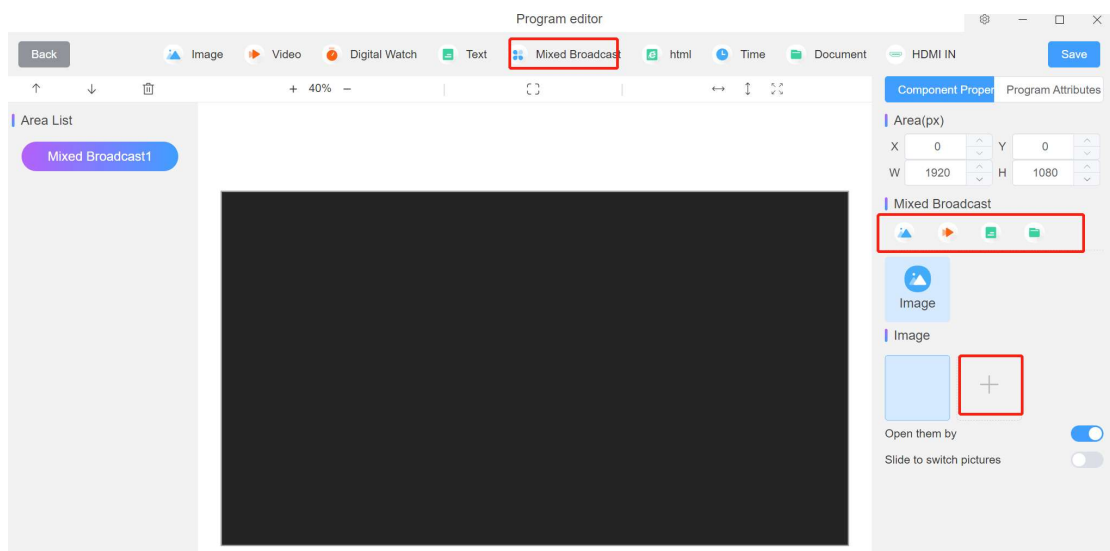 Program editor
Back Image Video Digital Watch Text Mixed Broadcast html Time Document HDMI IN Save
+ 40% −
Component Proper Program Attributes
Area List
Mixed Broadcast1
Area(px)
X 0 Y 0
W 1920 H 1080
Mixed Broadcast
Image
Image
Open them by
Slide to switch pictures